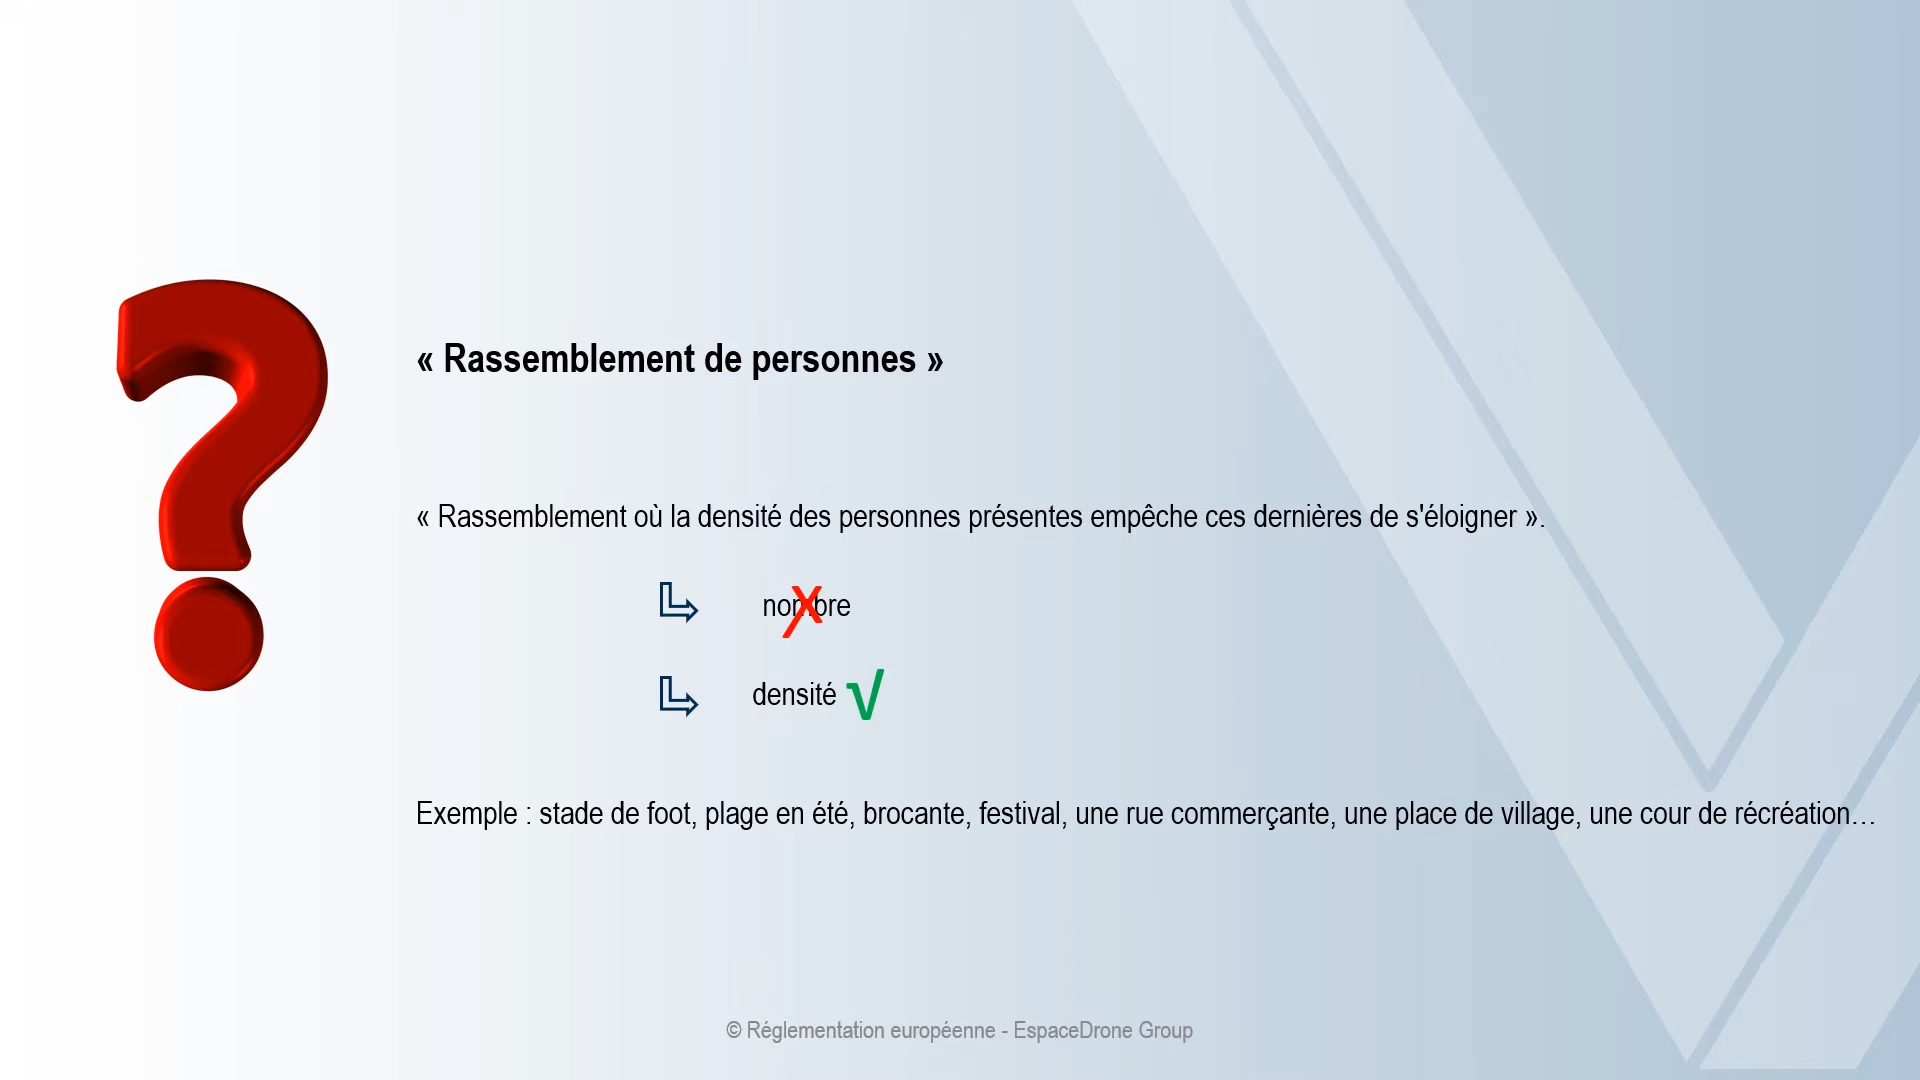 « Rassemblement de personnes »
« Rassemblement où la densité des personnes présentes empêche ces dernières de s'éloigner ».
nombre
densité √
Exemple : stade de foot, plage en été, brocante, festival, une rue commerçante, une place de village, une cour de récréation…
© Réglementation européenne - EspaceDrone Group